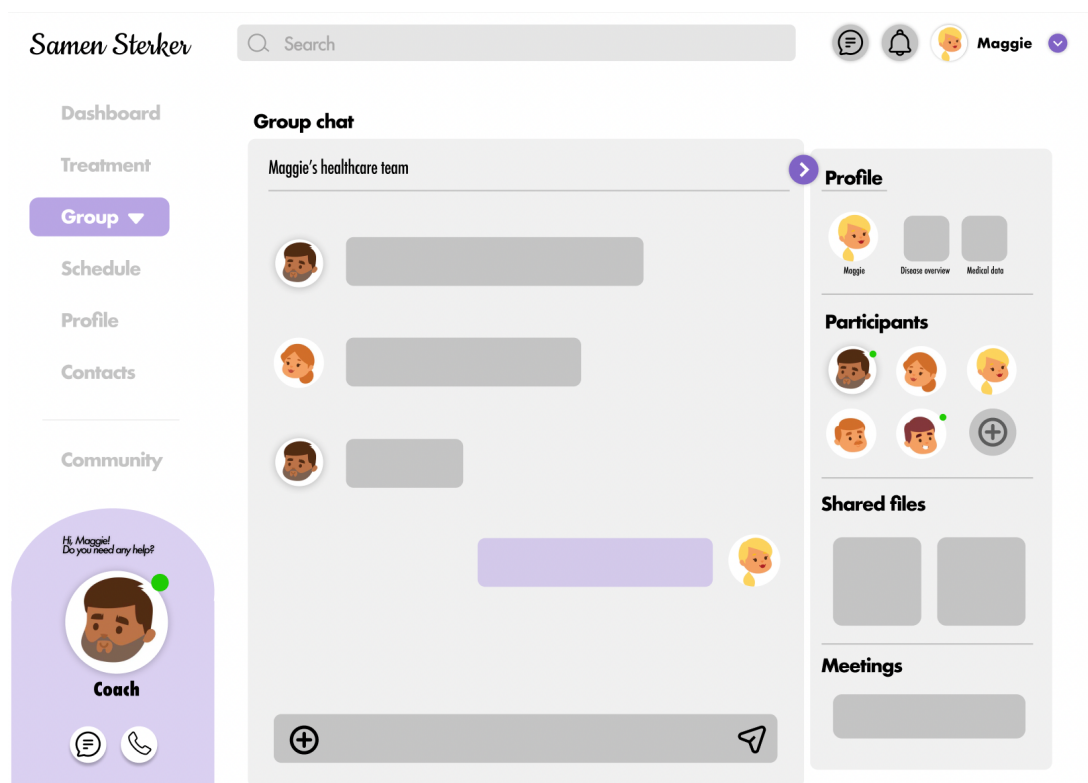 Samen Sterker
Search
Maggie
Dashboard
Treatment
Group
Schedule
Profile
Contacts
Community
Hi, Maggie!
Do you need any help?
Coach
Group chat
Maggie's healthcare team
Profile
Maggie
Disease overview
Medical data
Participants
Shared files
Meetings